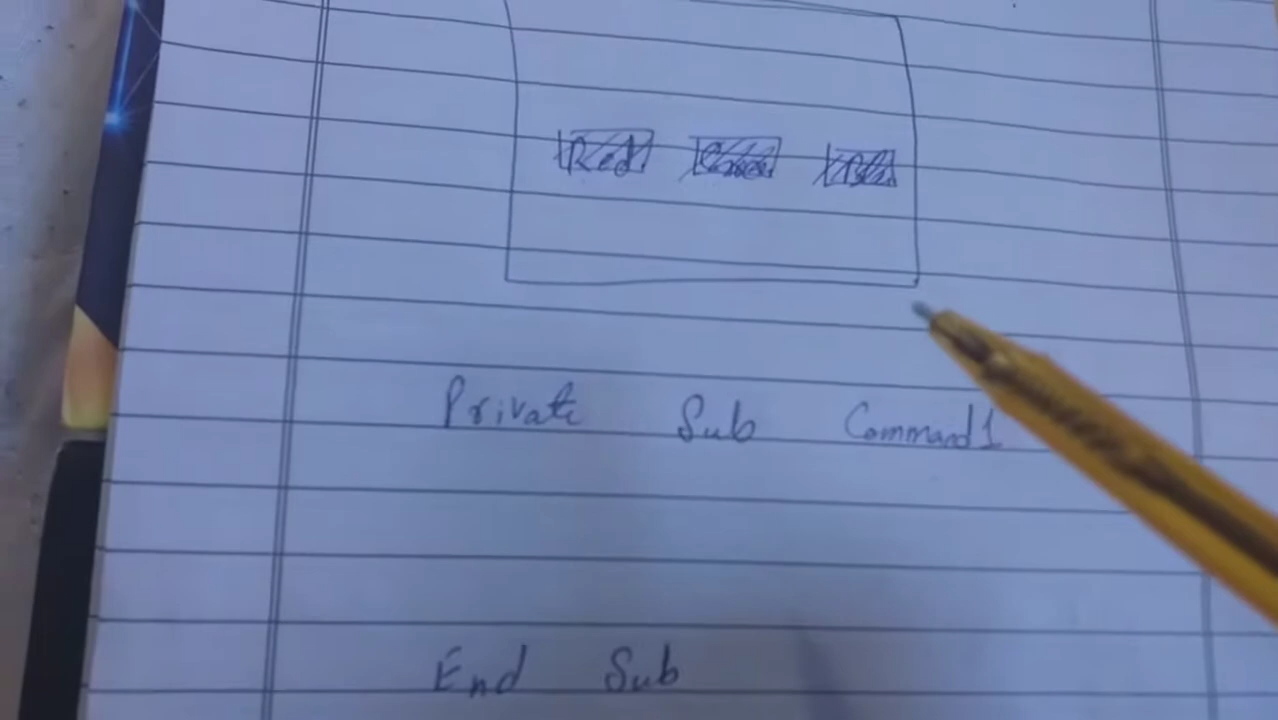 Red
Private Sub Command1
End Sub